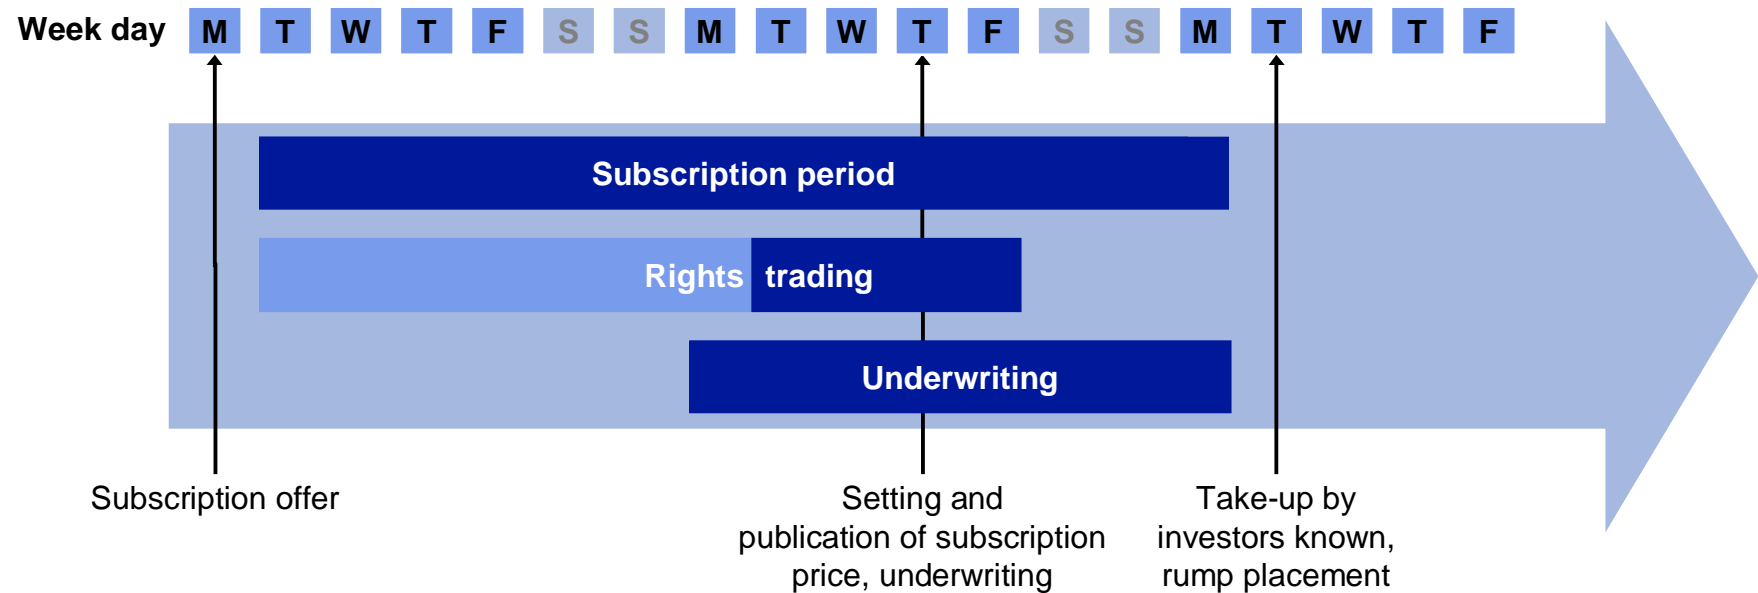 Week day M T W T F S S M T W T F S S M T W T F
Subscription period
Rights trading
Underwriting
Subscription offer
Setting and
publication of subscription
price, underwriting
Take-up by
investors known,
rump placement